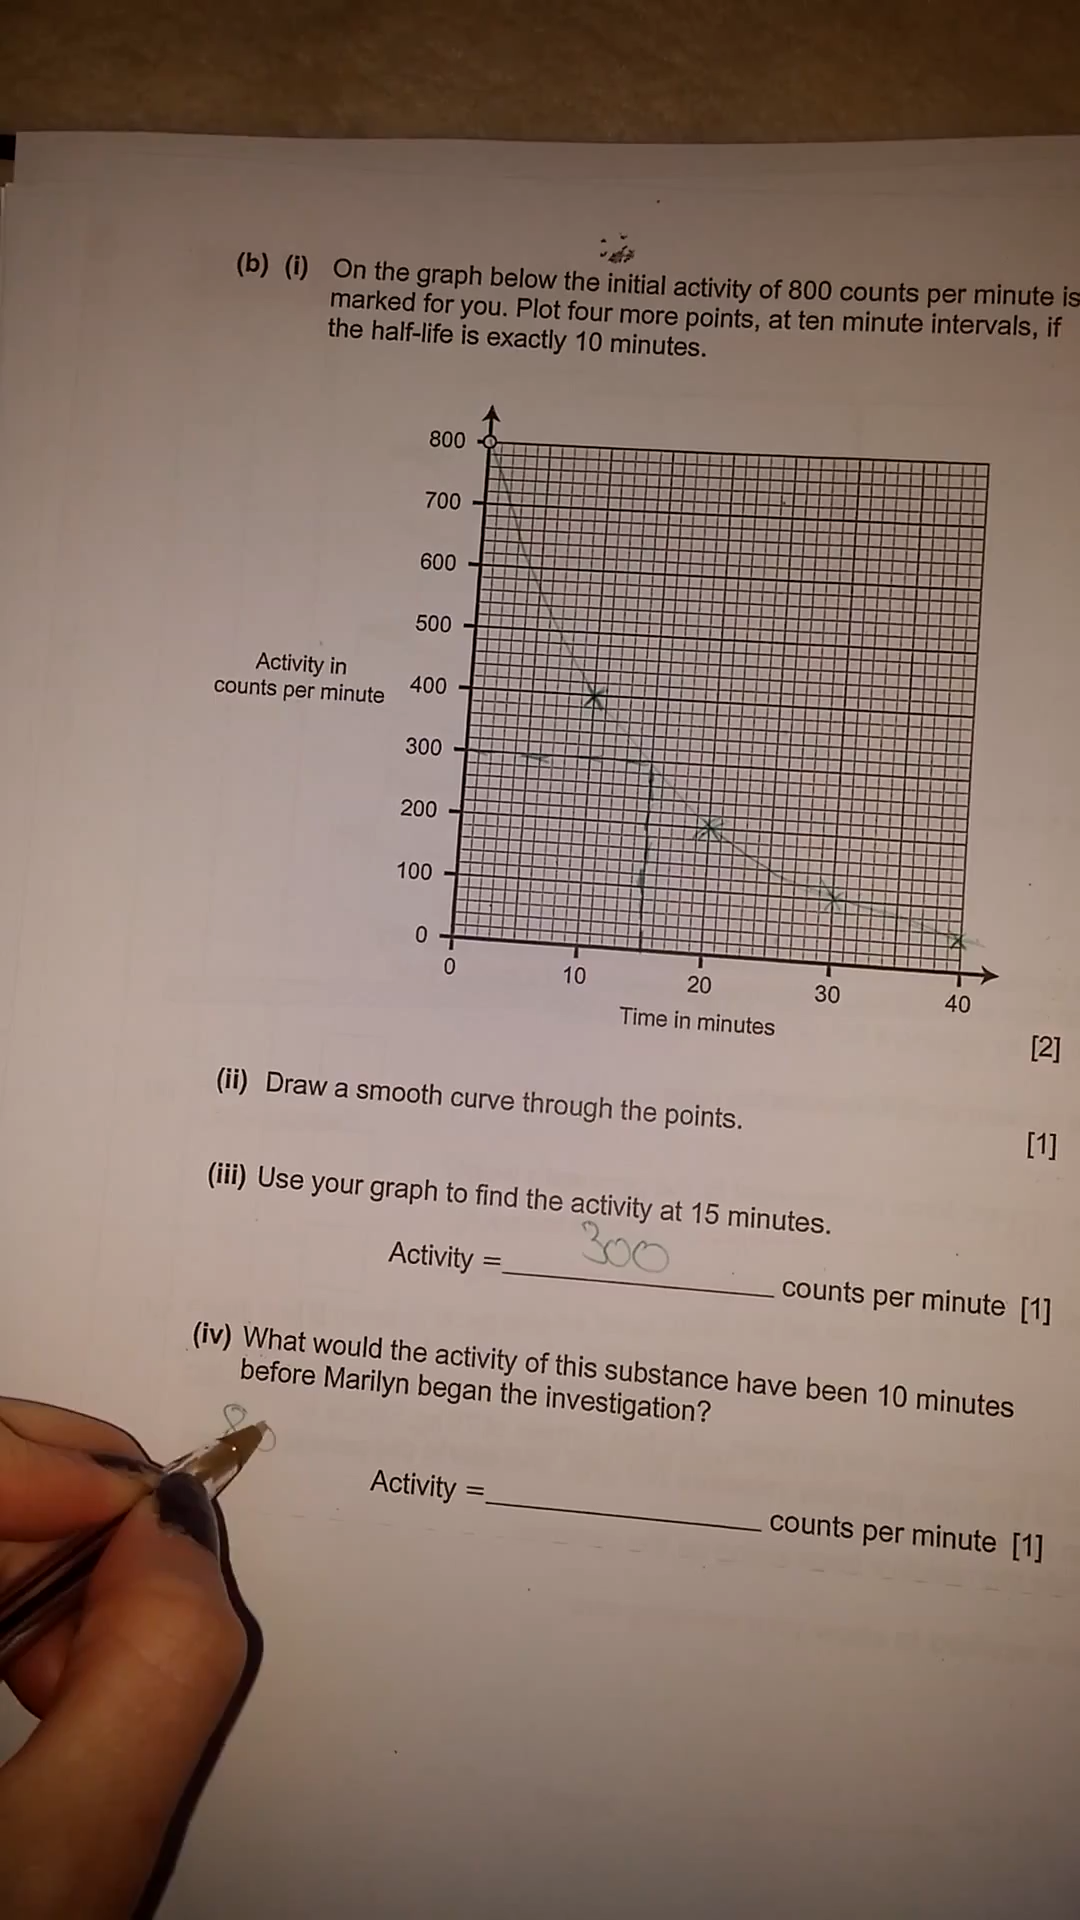 (b) (i) On the graph below the initial activity of 800 counts per minute is
marked for you. Plot four more points, at ten minute intervals, if
the half-life is exactly 10 minutes.
800
700
600
500
Activity in
counts per minute
400
300
200
100
0
0
10
20
30
40
Time in minutes
[2]
(ii) Draw a smooth curve through the points.
[1]
(iii) Use your graph to find the activity at 15 minutes.
Activity = 300 counts per minute [1]
(iv) What would the activity of this substance have been 10 minutes
before Marilyn began the investigation?
Activity = counts per minute [1]